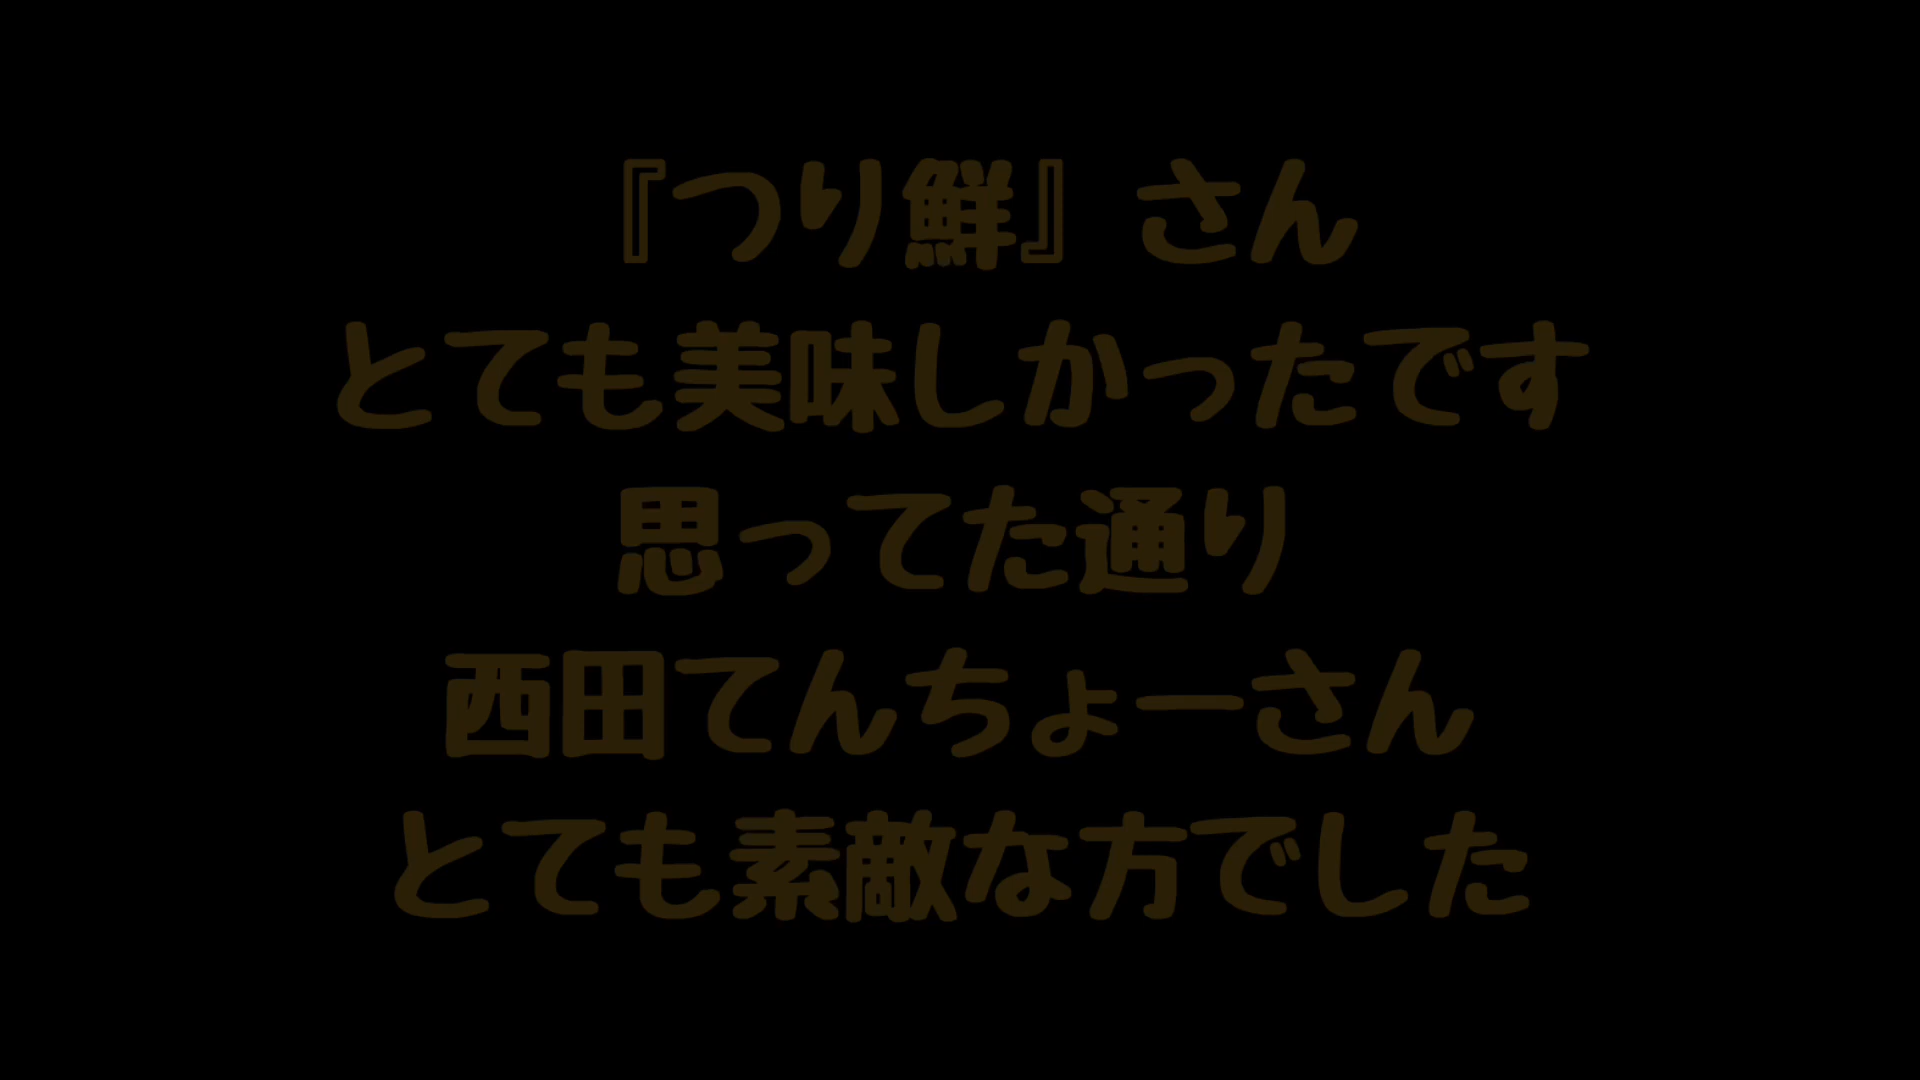 『つり鮮』さん
とても美味しかったです
思ってた通り
西田てんちょーさん
とても素敵な方でした